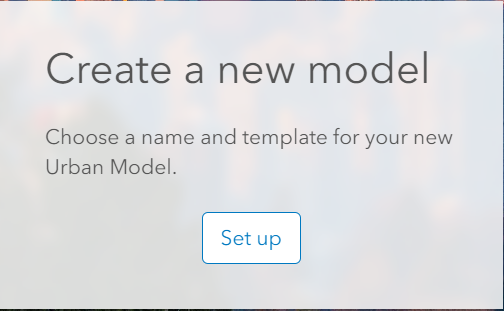 Create a new model
Choose a name and template for your new
Urban Model.
Set up